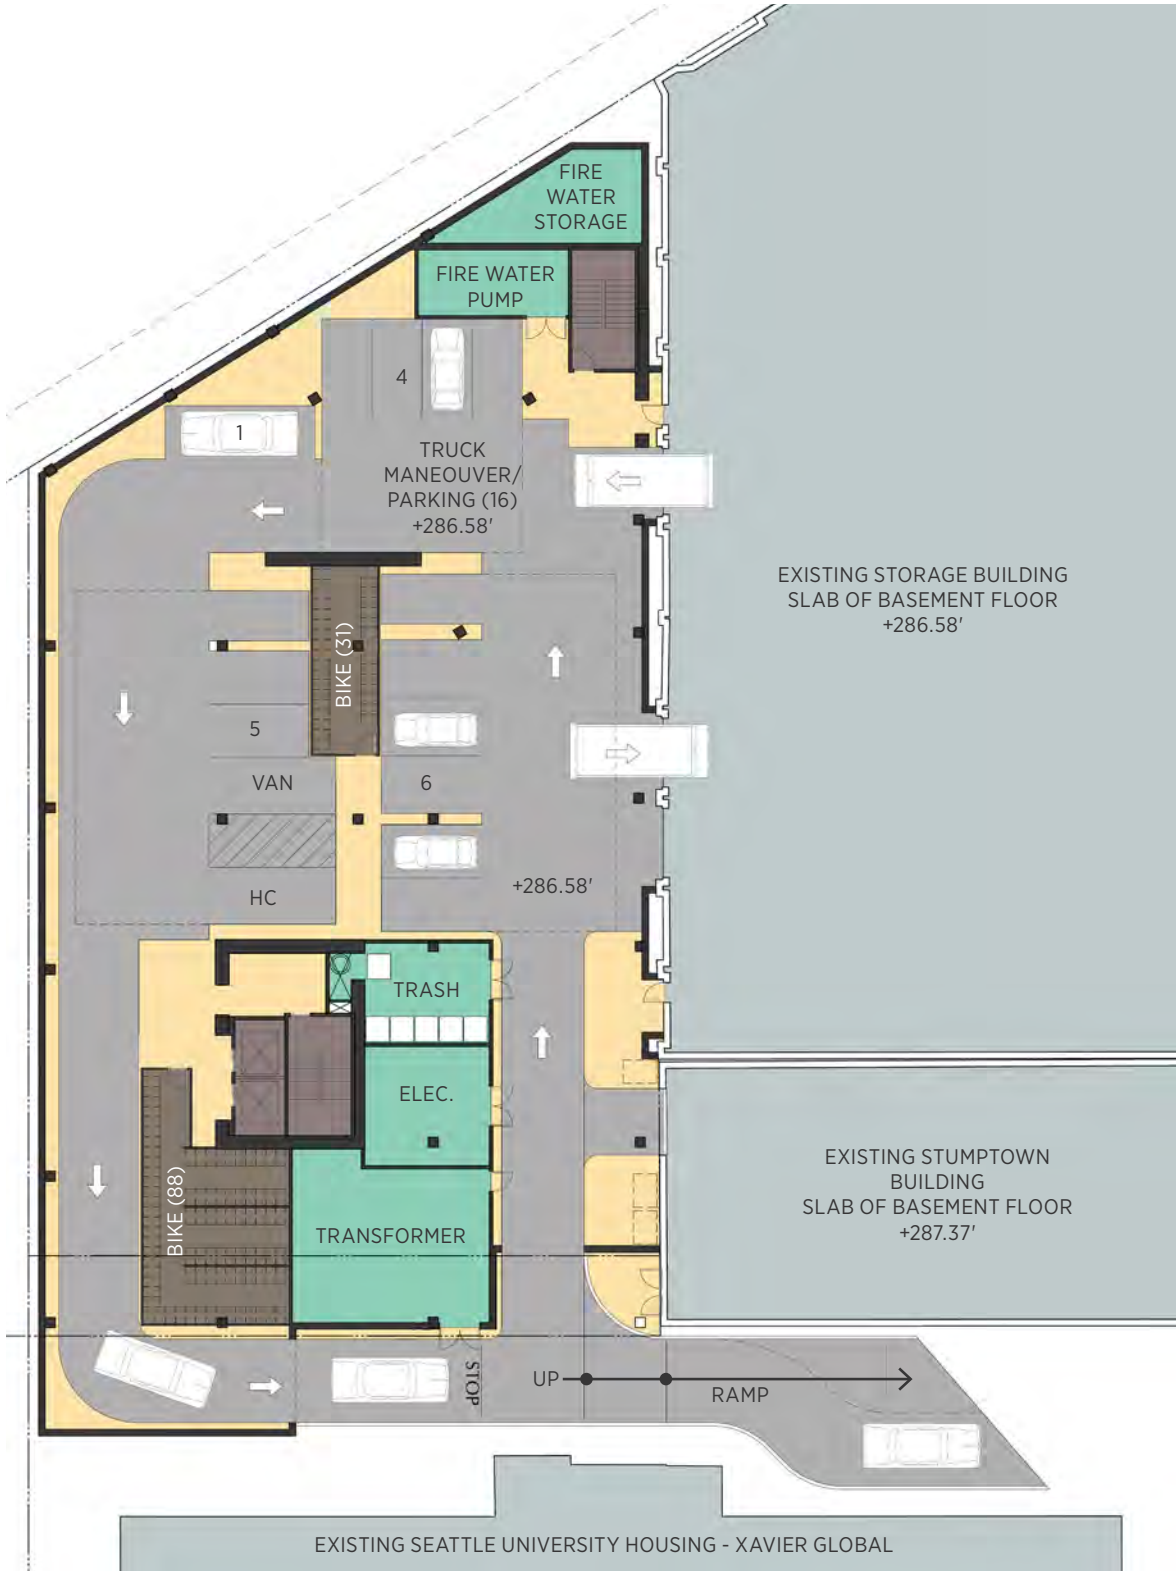 FIRE
WATER
STORAGE
FIRE WATER
PUMP
4
1
TRUCK
MANEOUVER/
PARKING (16)
+286.58'
EXISTING STORAGE BUILDING
SLAB OF BASEMENT FLOOR
+286.58'
BIKE (31)
5
VAN
6
HC
+286.58'
TRASH
ELEC.
BIKE (88)
TRANSFORMER
EXISTING STUMPTOWN
BUILDING
SLAB OF BASEMENT FLOOR
+287.37'
STOP
UP
RAMP
EXISTING SEATTLE UNIVERSITY HOUSING - XAVIER GLOBAL